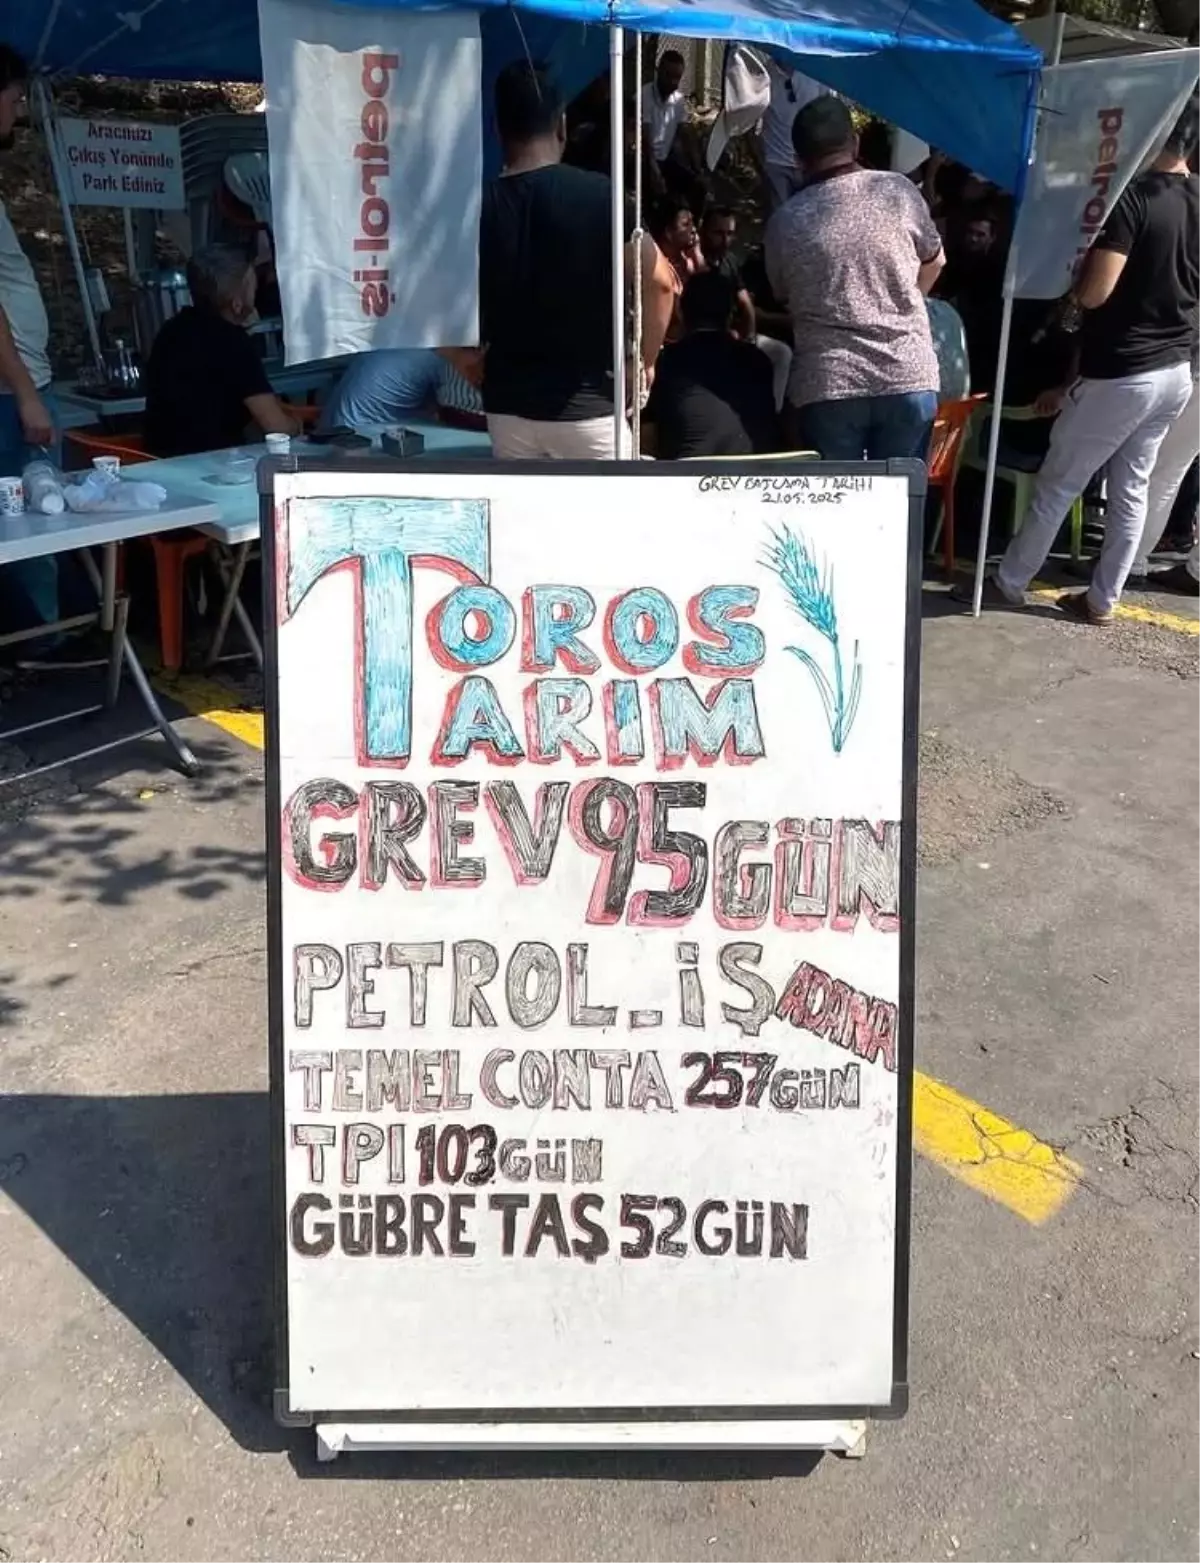 Aracınızı
Çıkış Yönünde
Park Ediniz
petrol-iş
petrol-iş
GREV BAŞLAMA TARİHİ
21.05.2025
TOROS
TARIM
GREV 95 GÜN
PETROL_İŞ ADANA
TEMEL CONTA 257 GÜN
TPI 103 GÜN
GÜBRE TAŞ 52 GÜN